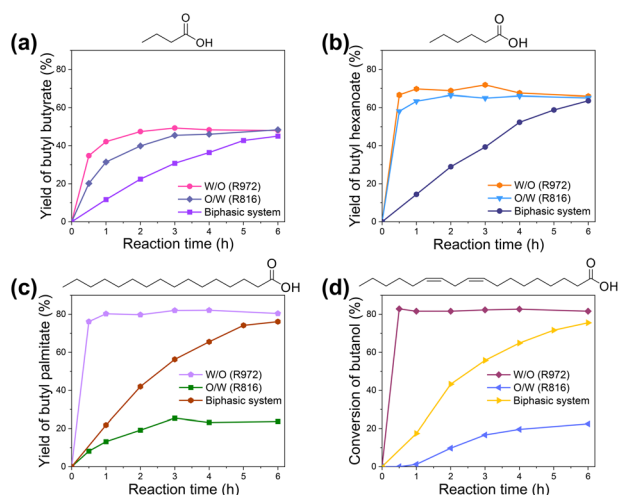 (a)
O
OH
Yield of butyl butyrate (%)
80
60
40
20
0
W/O (R972)
O/W (R816)
Biphasic system
0 1 2 3 4 5 6
Reaction time (h)
(b)
O
OH
Yield of butyl hexanoate (%)
80
60
40
20
0
W/O (R972)
O/W (R816)
Biphasic system
0 1 2 3 4 5 6
Reaction time (h)
(c)
O
OH
Yield of butyl palmitate (%)
80
60
40
20
0
W/O (R972)
O/W (R816)
Biphasic system
0 1 2 3 4 5 6
Reaction time (h)
(d)
O
OH
Conversion of butanol (%)
80
60
40
20
0
W/O (R972)
O/W (R816)
Biphasic system
0 1 2 3 4 5 6
Reaction time (h)